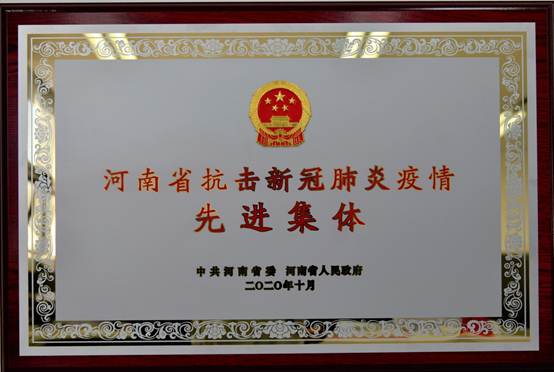 河南省抗击新冠肺炎疫情
先进集体
中共河南省委 河南省人民政府
二〇二〇年十月